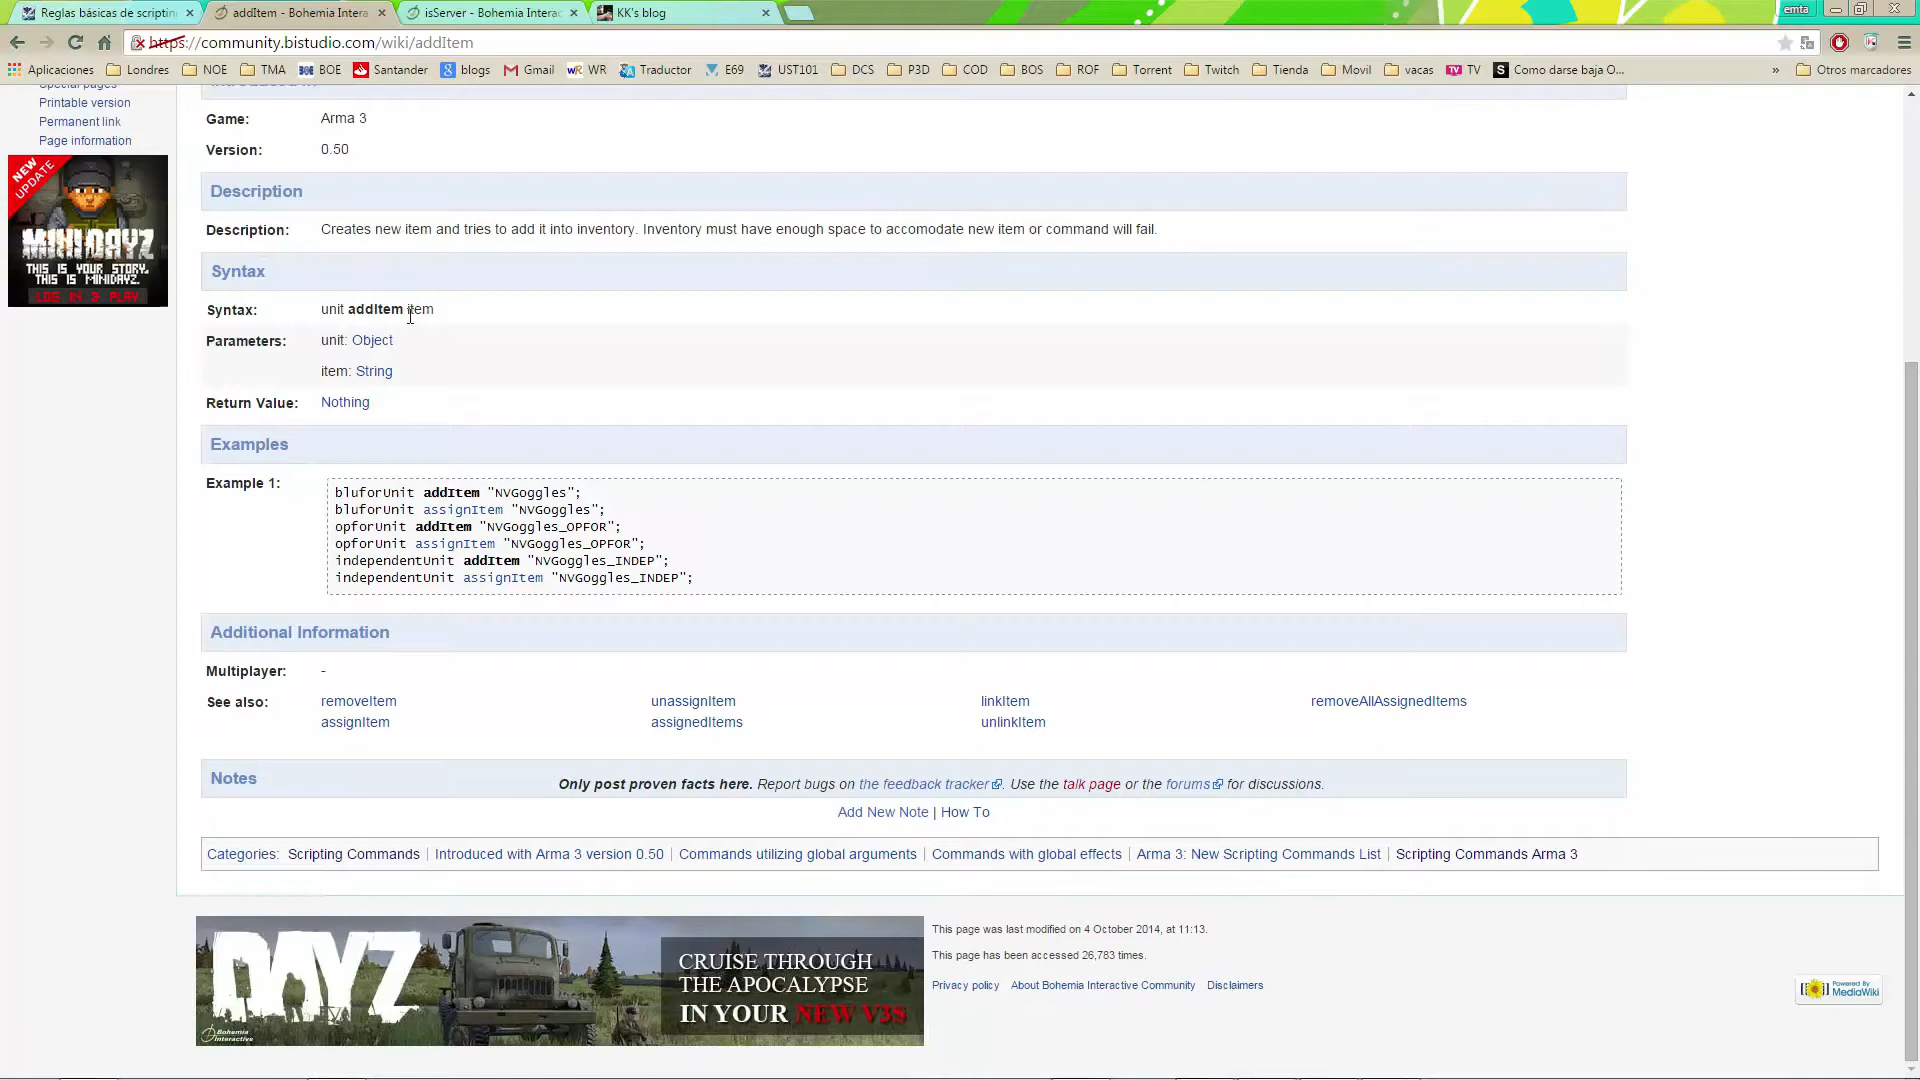 Reglas básicas de scriptin
addItem - Bohemia Intera
isServer - Bohemia Interac
KK's blog
emta
https://community.bistudio.com/wiki/addItem
Aplicaciones
Londres
NOE
TMA
BOE
Santander
blogs
Gmail
WR
Traductor
E69
UST101
DCS
P3D
COD
BOS
ROF
Torrent
Twitch
Tienda
Movil
vacas
TV
Como darse baja O...
»
Otros marcadores
Special pages
Printable version
Permanent link
Page information
NEW UPDATE
MINIDAYZ
THIS IS YOUR STORY.
THIS IS MINIDAYZ.
LOG IN & PLAY
Game: Arma 3
Version: 0.50
Description
Description: Creates new item and tries to add it into inventory. Inventory must have enough space to accomodate new item or command will fail.
Syntax
Syntax: unit addItem item
Parameters: unit: Object
item: String
Return Value: Nothing
Examples
Example 1:
bluforUnit addItem "NVGoggles";
bluforUnit assignItem "NVGoggles";
opforUnit addItem "NVGoggles_OPFOR";
opforUnit assignItem "NVGoggles_OPFOR";
independentUnit addItem "NVGoggles_INDEP";
independentUnit assignItem "NVGoggles_INDEP";
Additional Information
Multiplayer: -
See also: removeItem unassignItem linkItem removeAllAssignedItems
assignItem assignedItems unlinkItem
Notes
Only post proven facts here. Report bugs on the feedback tracker. Use the talk page or the forums for discussions.
Add New Note | How To
Categories: Scripting Commands | Introduced with Arma 3 version 0.50 | Commands utilizing global arguments | Commands with global effects | Arma 3: New Scripting Commands List | Scripting Commands Arma 3
DAYZ
CRUISE THROUGH
THE APOCALYPSE
IN YOUR NEW V3S
Bohemia
Interactive
This page was last modified on 4 October 2014, at 11:13.
This page has been accessed 26,783 times.
Privacy policy About Bohemia Interactive Community Disclaimers
Powered By
MediaWiki